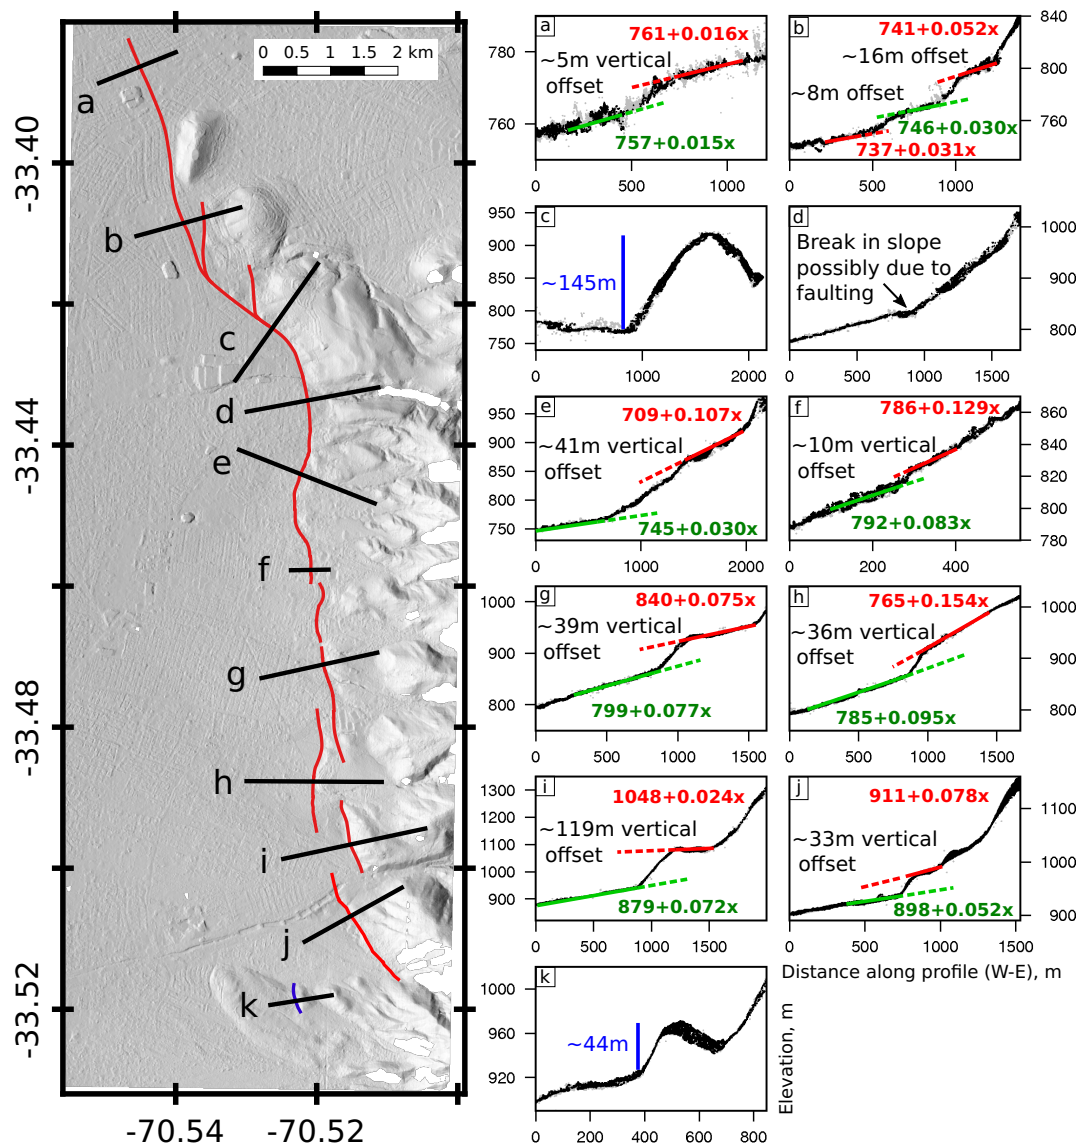 0 0.5 1 1.5 2 km
-33.40
-33.44
-33.48
-33.52
-70.54
-70.52
a
b
c
d
e
f
g
h
i
j
k
a
761+0.016x
~5m vertical
offset
757+0.015x
780
760
0 500 1000
b
741+0.052x
~16m offset
~8m offset
746+0.030x
737+0.031x
840
800
760
0 500 1000
c
~145m
950
900
850
800
750
0 1000 2000
d
Break in slope
possibly due to
faulting
1000
900
800
0 500 1000 1500
e
709+0.107x
~41m vertical
offset
745+0.030x
950
900
850
800
750
0 1000 2000
f
786+0.129x
~10m vertical
offset
792+0.083x
860
840
820
800
780
0 200 400
g
840+0.075x
~39m vertical
offset
799+0.077x
1000
900
800
0 500 1000 1500
h
765+0.154x
~36m vertical
offset
785+0.095x
1000
900
800
0 500 1000 1500
i
1048+0.024x
~119m vertical
offset
879+0.072x
1300
1200
1100
1000
900
0 500 1000 1500 2000
j
911+0.078x
~33m vertical
offset
898+0.052x
1100
1000
900
0 500 1000 1500
Distance along profile (W-E), m
Elevation, m
k
~44m
1000
960
920
0 200 400 600 800